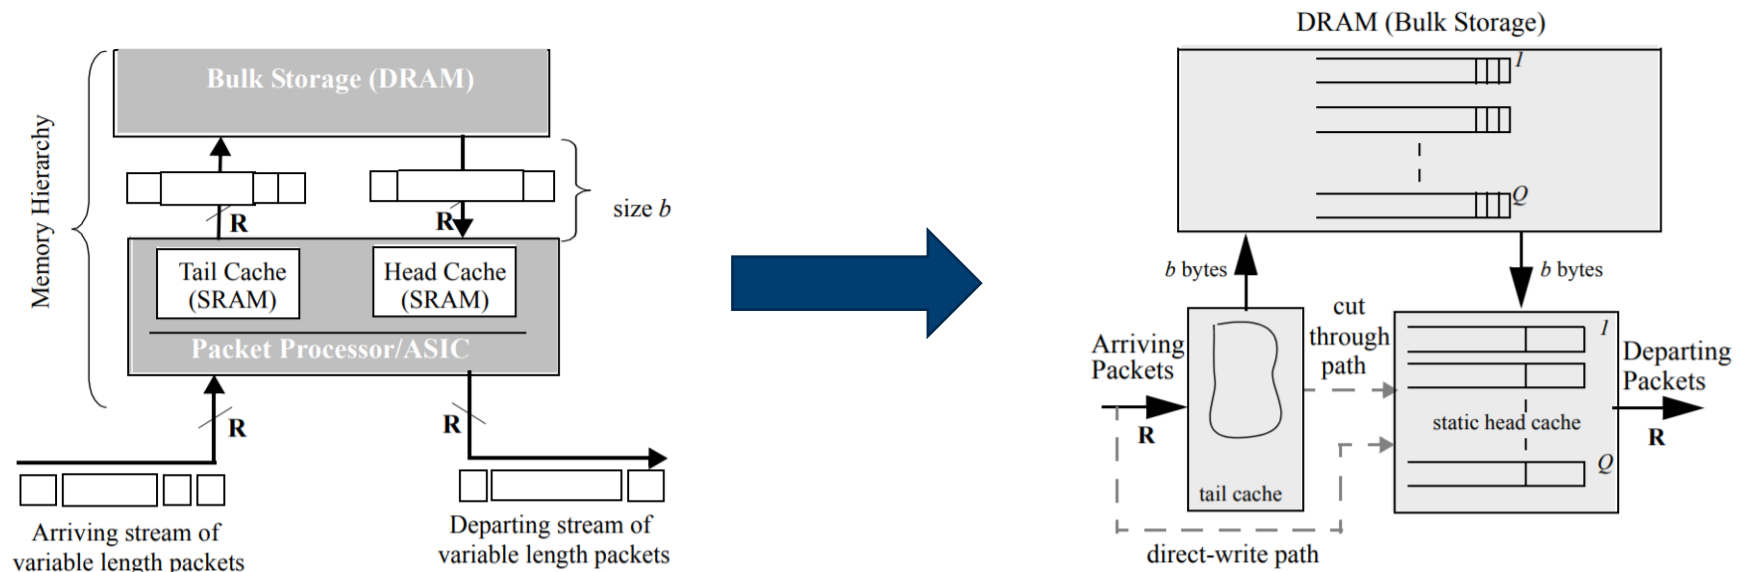 Memory Hierarchy
Bulk Storage (DRAM)
R
R
size b
Tail Cache
(SRAM)
Head Cache
(SRAM)
Packet Processor/ASIC
R
R
Arriving stream of
variable length packets
Departing stream of
variable length packets
DRAM (Bulk Storage)
1
Q
b bytes
b bytes
Arriving
Packets
R
cut
through
path
tail cache
1
static head cache
Q
Departing
Packets
R
direct-write path